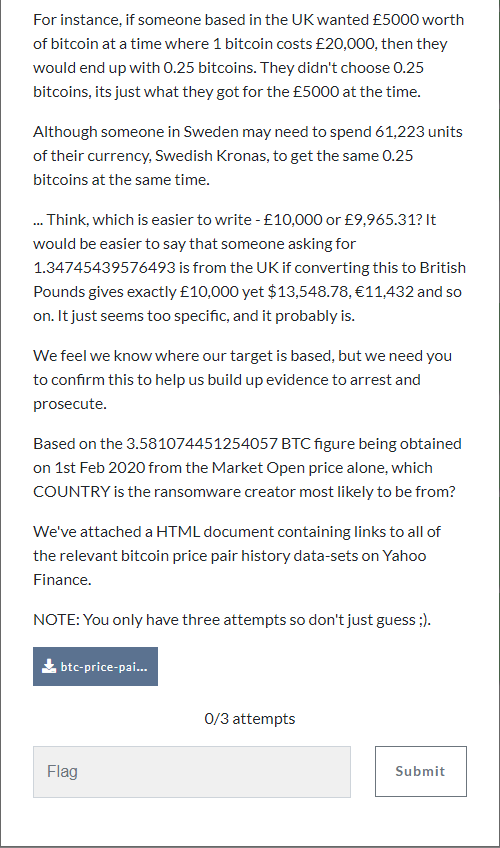 For instance, if someone based in the UK wanted £5000 worth
of bitcoin at a time where 1 bitcoin costs £20,000, then they
would end up with 0.25 bitcoins. They didn't choose 0.25
bitcoins, its just what they got for the £5000 at the time.
Although someone in Sweden may need to spend 61,223 units
of their currency, Swedish Kronas, to get the same 0.25
bitcoins at the same time.
... Think, which is easier to write - £10,000 or £9,965.31? It
would be easier to say that someone asking for
1.34745439576493 is from the UK if converting this to British
Pounds gives exactly £10,000 yet $13,548.78, €11,432 and so
on. It just seems too specific, and it probably is.
We feel we know where our target is based, but we need you
to confirm this to help us build up evidence to arrest and
prosecute.
Based on the 3.581074451254057 BTC figure being obtained
on 1st Feb 2020 from the Market Open price alone, which
COUNTRY is the ransomware creator most likely to be from?
We've attached a HTML document containing links to all of
the relevant bitcoin price pair history data-sets on Yahoo
Finance.
NOTE: You only have three attempts so don't just guess ;).
btc-price-pai...
0/3 attempts
Flag
Submit